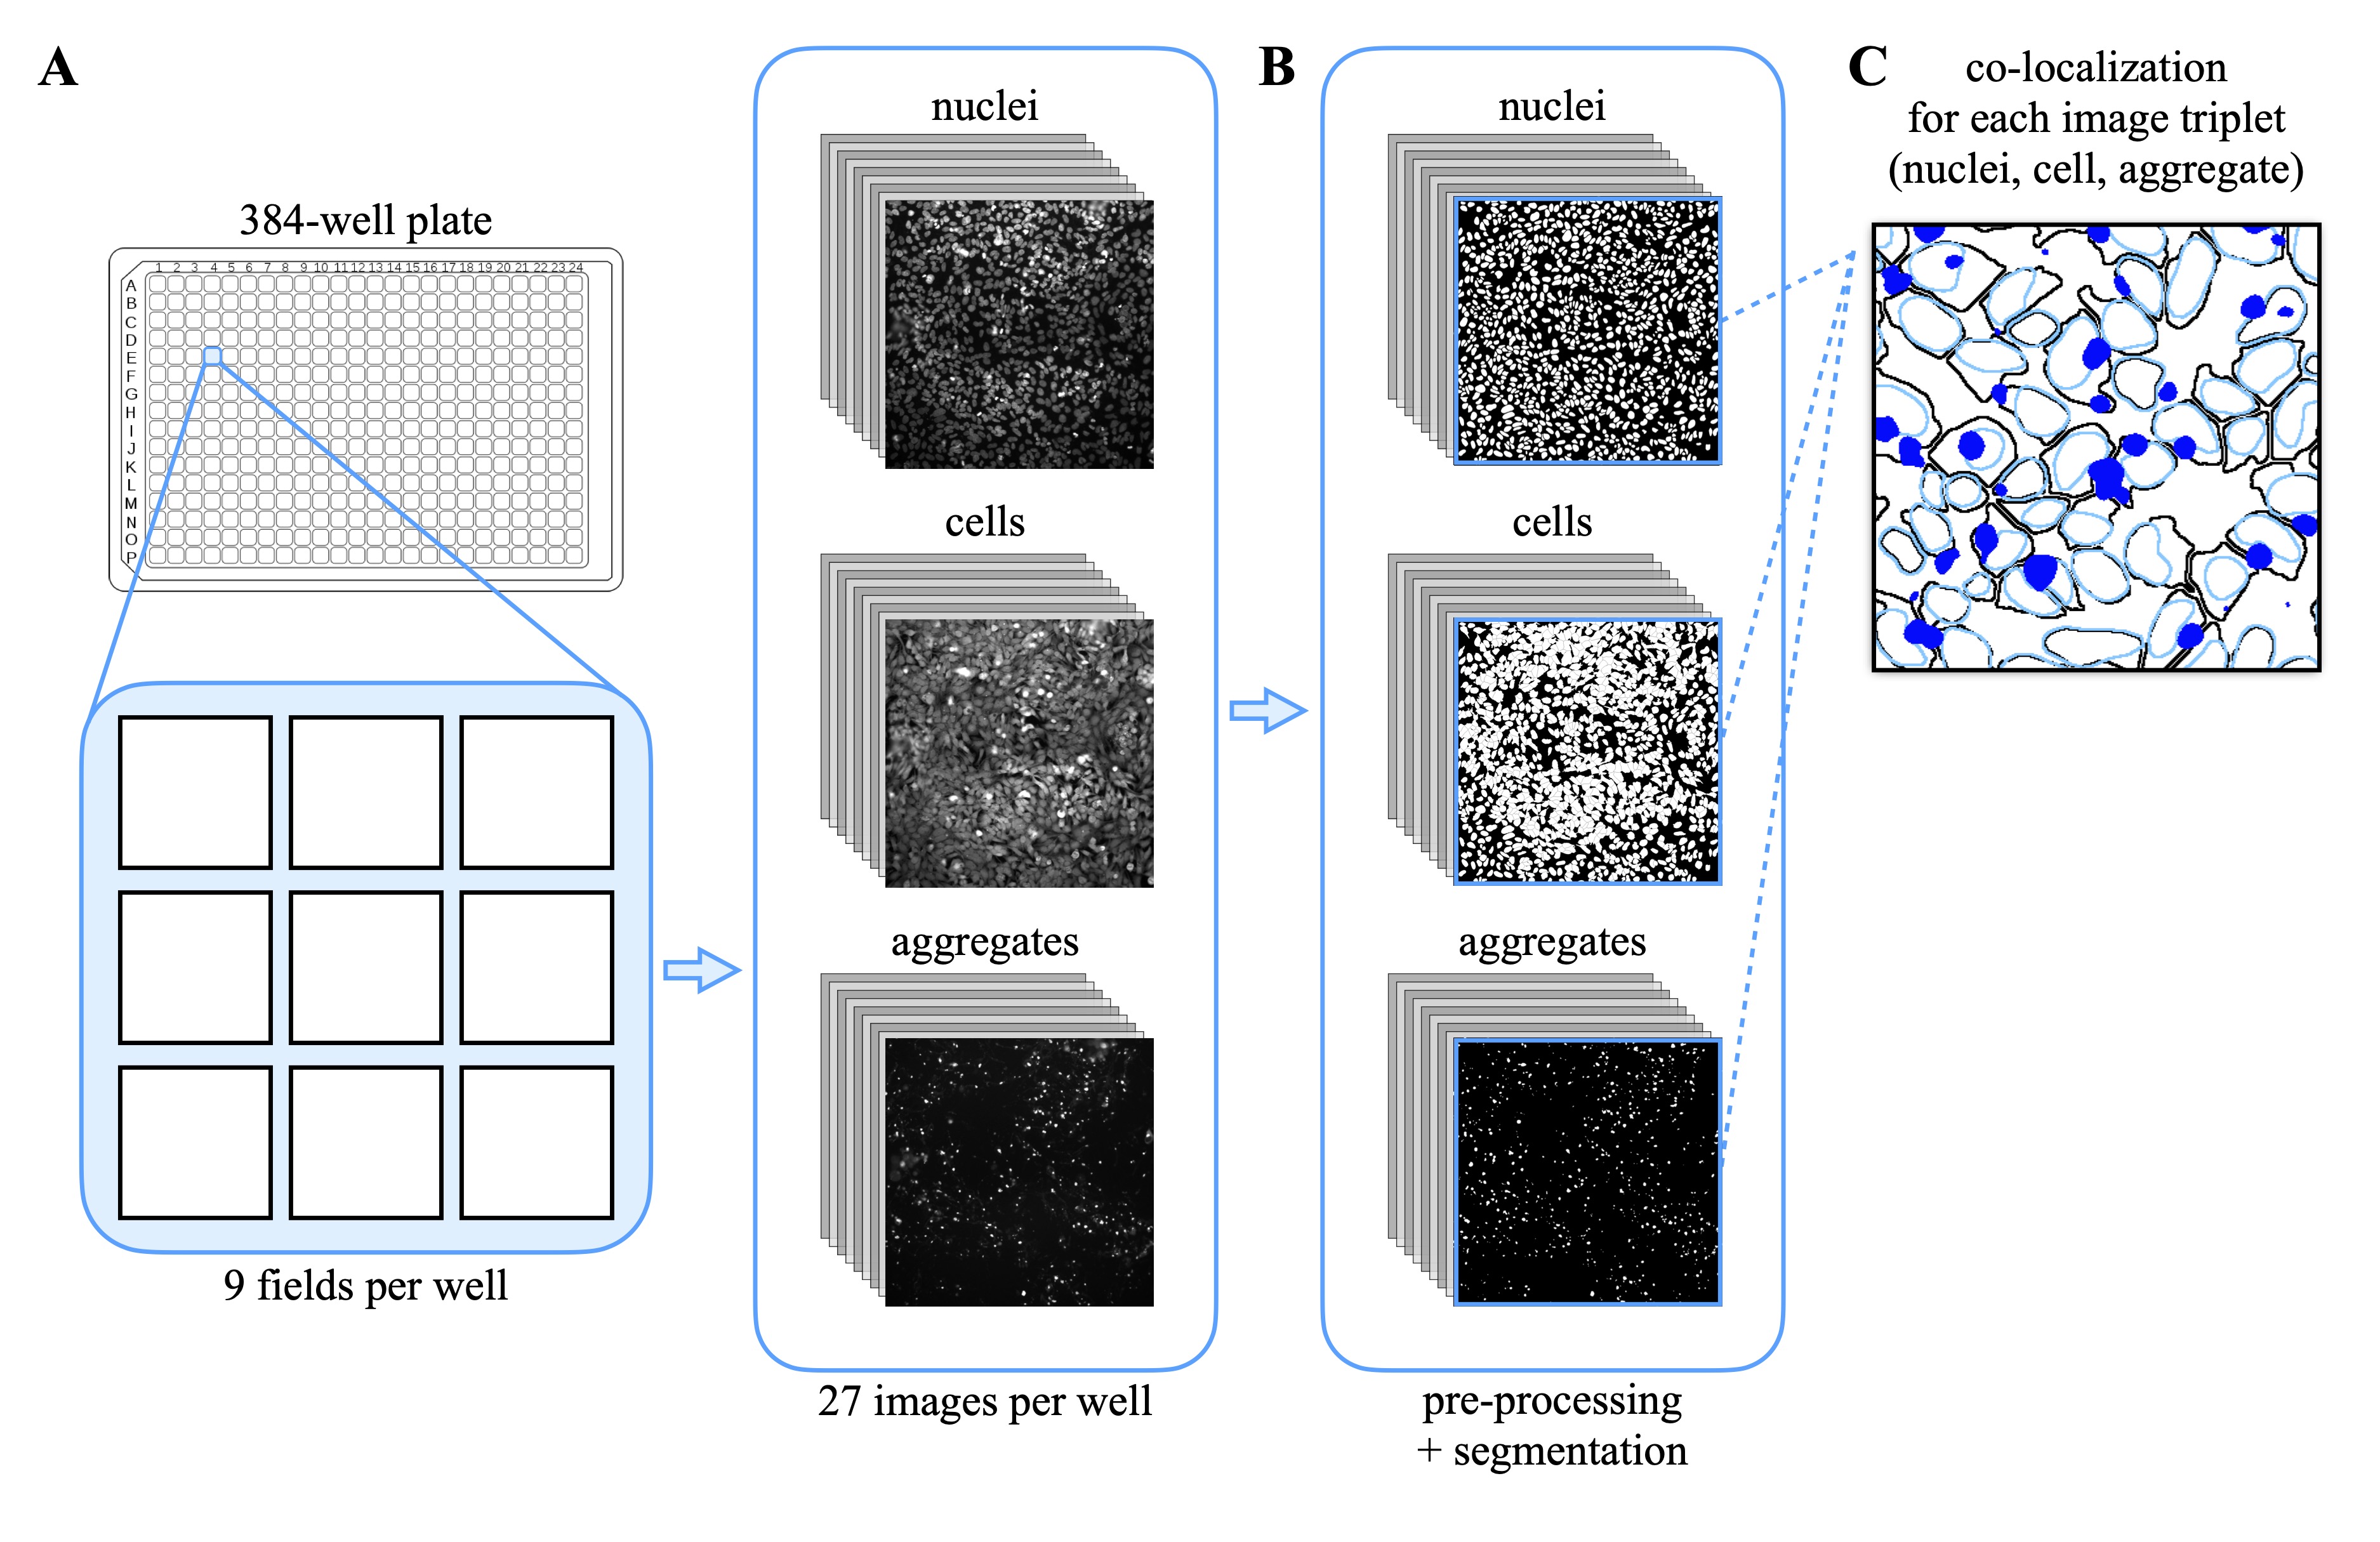 A
384-well plate
1 2 3 4 5 6 7 8 9 10 11 12 13 14 15 16 17 18 19 20 21 22 23 24
A
B
C
D
E
F
G
H
I
J
K
L
M
N
O
P
9 fields per well
nuclei
cells
aggregates
27 images per well
B
nuclei
cells
aggregates
pre-processing
+ segmentation
C
co-localization
for each image triplet
(nuclei, cell, aggregate)